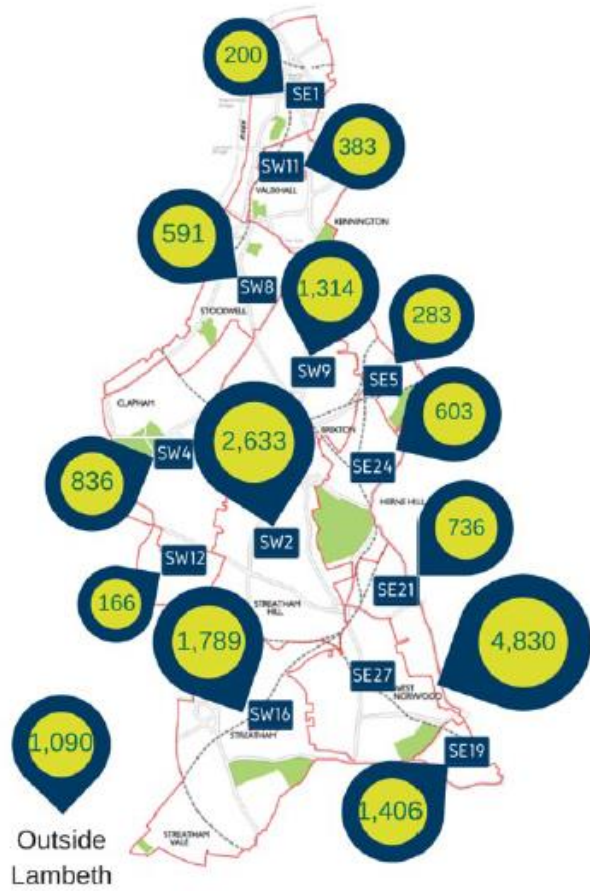 200
SE1
383
SW11
VAUXHALL
KENNINGTON
591
SW8
1,314
STOCKWELL
283
SW9
SE5
CLAPHAM
603
2,633
BRIXTON
SW4
SE24
836
HERNE HILL
736
SW2
SW12
166
SE21
STREATHAM
HILL
1,789
4,830
SE27
WEST
NORWOOD
SW16
STREATHAM
1,090
SE19
1,406
Outside
Lambeth
STREATHAM
VALE